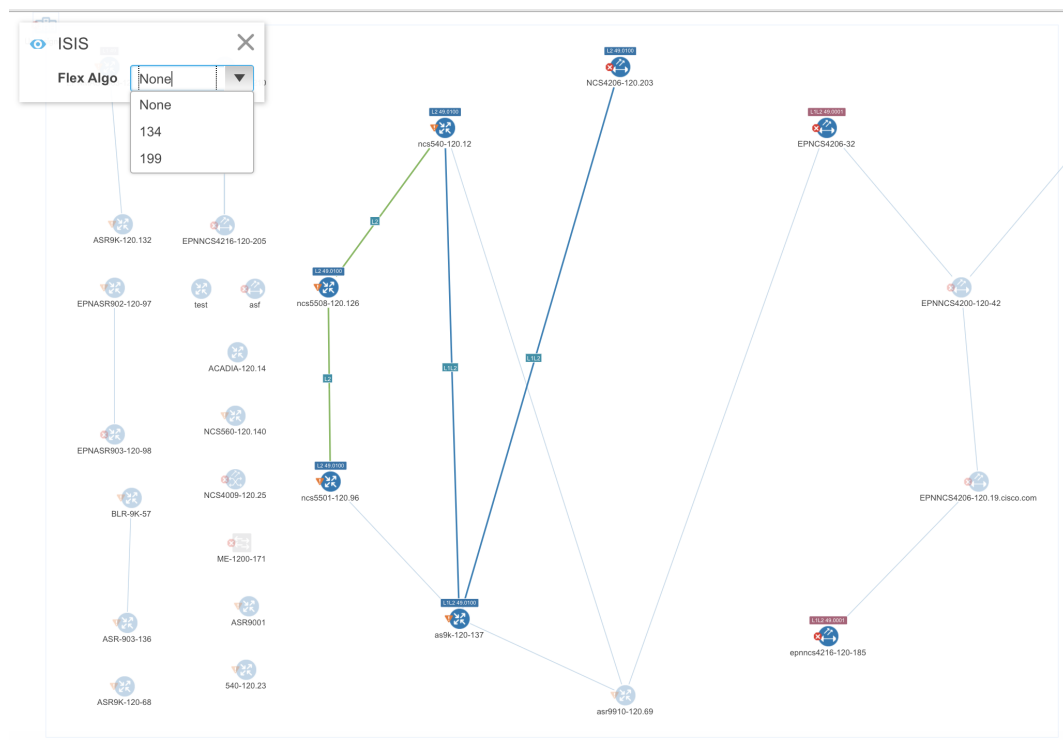 ISIS
Flex Algo
None
None
134
199
L2 49.0100
NCS4206-120.203
L2 49.0100
ncs540-120.12
L1L2 49.0001
EPNNCS4206-32
L2
ASR9K-120.132
EPNNCS4216-120-205
L2 49.0100
ncs5508-120.126
EPNASR902-120-97
test
asf
EPNNCS4200-120-42
L1L2
L1L2
ACADIA-120.14
L2
NCS560-120.140
EPNASR903-120-98
L2 49.0100
ncs5501-120.96
NCS4009-120.25
EPNNCS4206-120.19.cisco.com
BLR-9K-57
ME-1200-171
L1L2 49.0100
as9k-120-137
ASR9001
L1L2 49.0001
epnncs4216-120-185
ASR-903-136
540-120.23
ASR9K-120-68
asr9910-120.69